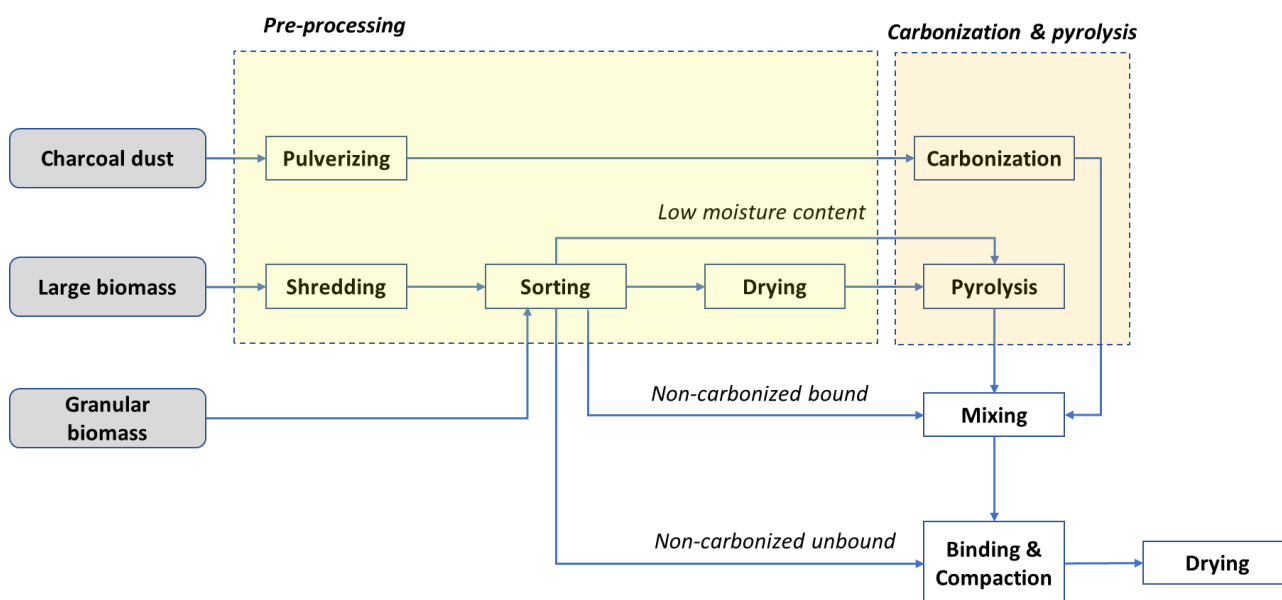 Pre-processing
Carbonization & pyrolysis
Charcoal dust
Pulverizing
Carbonization
Low moisture content
Large biomass
Shredding
Sorting
Drying
Pyrolysis
Granular
biomass
Non-carbonized bound
Mixing
Non-carbonized unbound
Binding &
Compaction
Drying